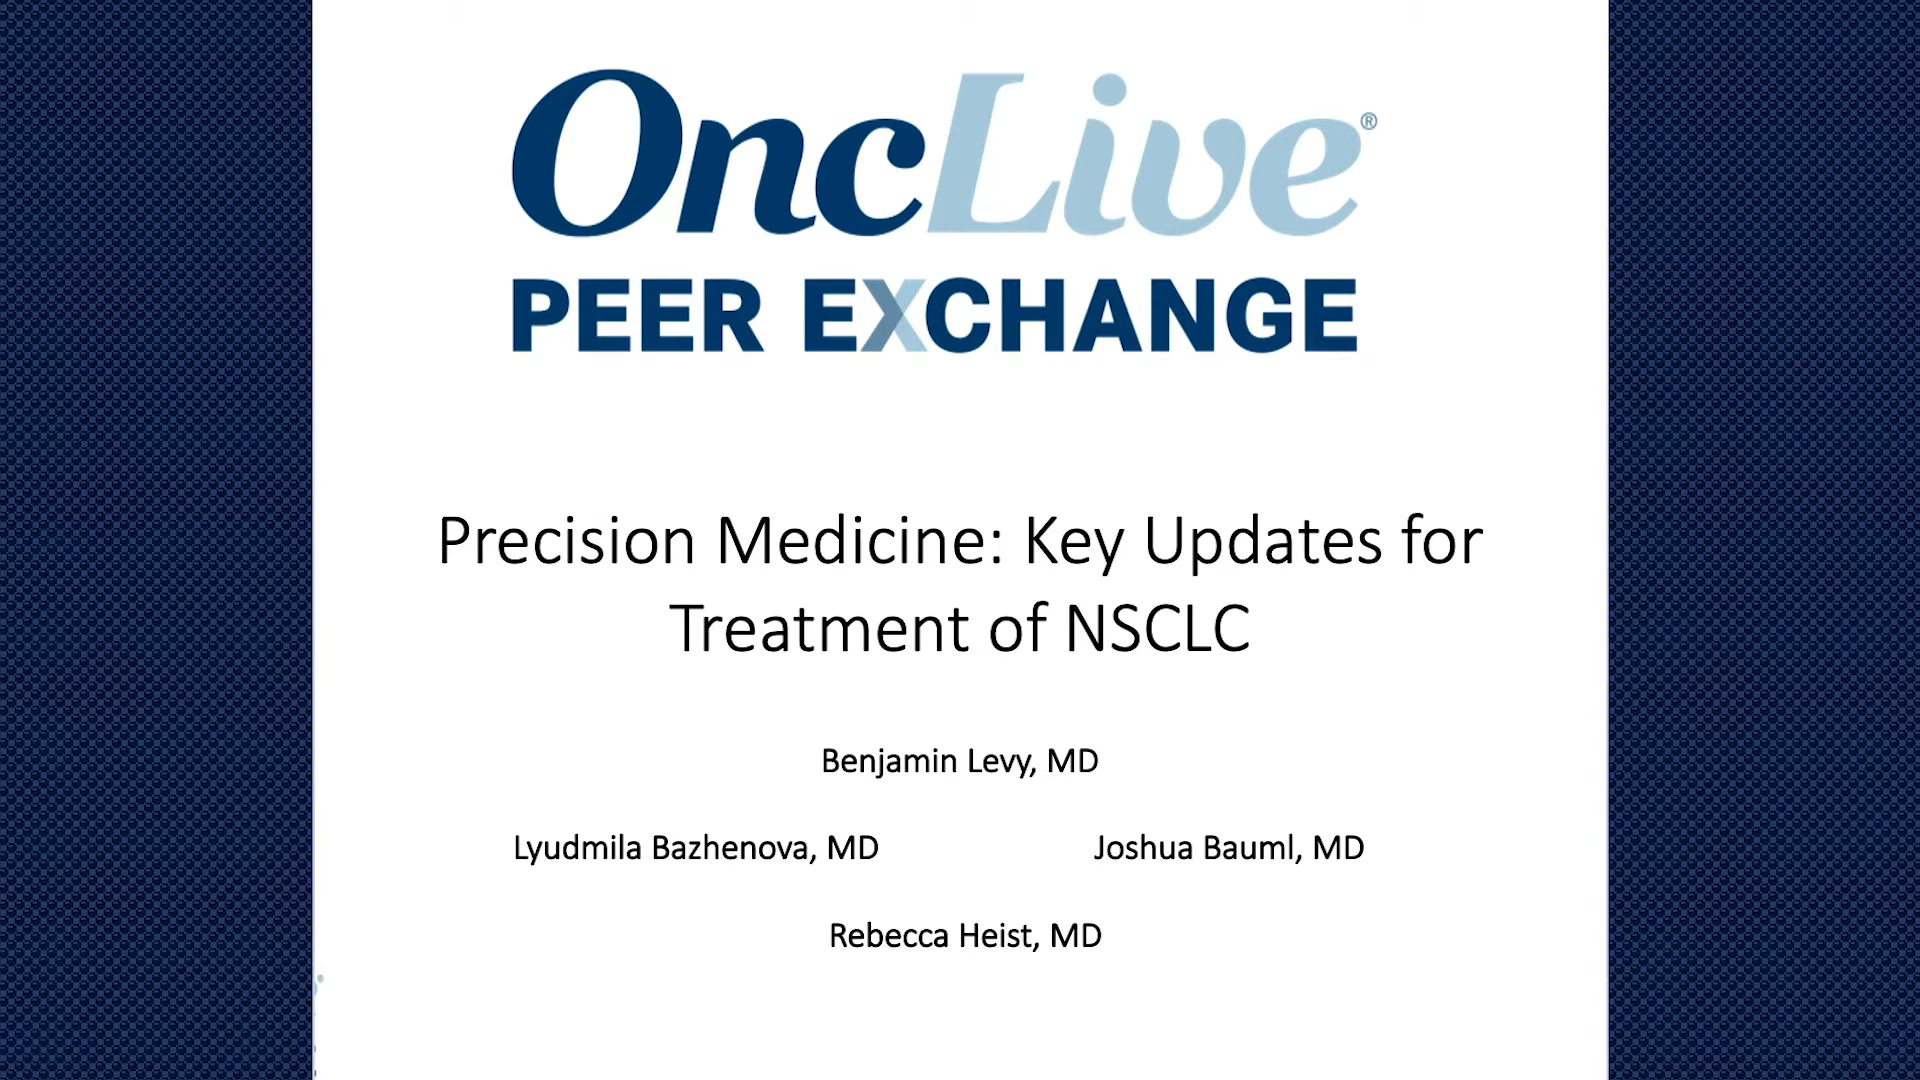 OncLive®
PEER EXCHANGE
Precision Medicine: Key Updates for
Treatment of NSCLC
Benjamin Levy, MD
Lyudmila Bazhenova, MD
Joshua Bauml, MD
Rebecca Heist, MD